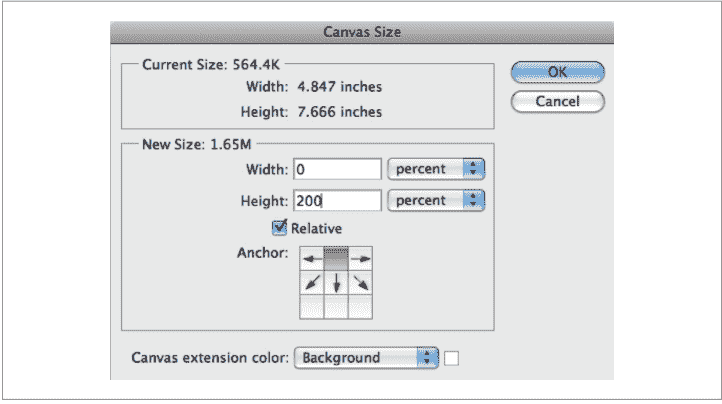 Canvas Size
Current Size: 564.4K
Width: 4.847 inches
Height: 7.666 inches
OK
Cancel
New Size: 1.65M
Width: 0 percent
Height: 200 percent
Relative
Anchor:
Canvas extension color: Background